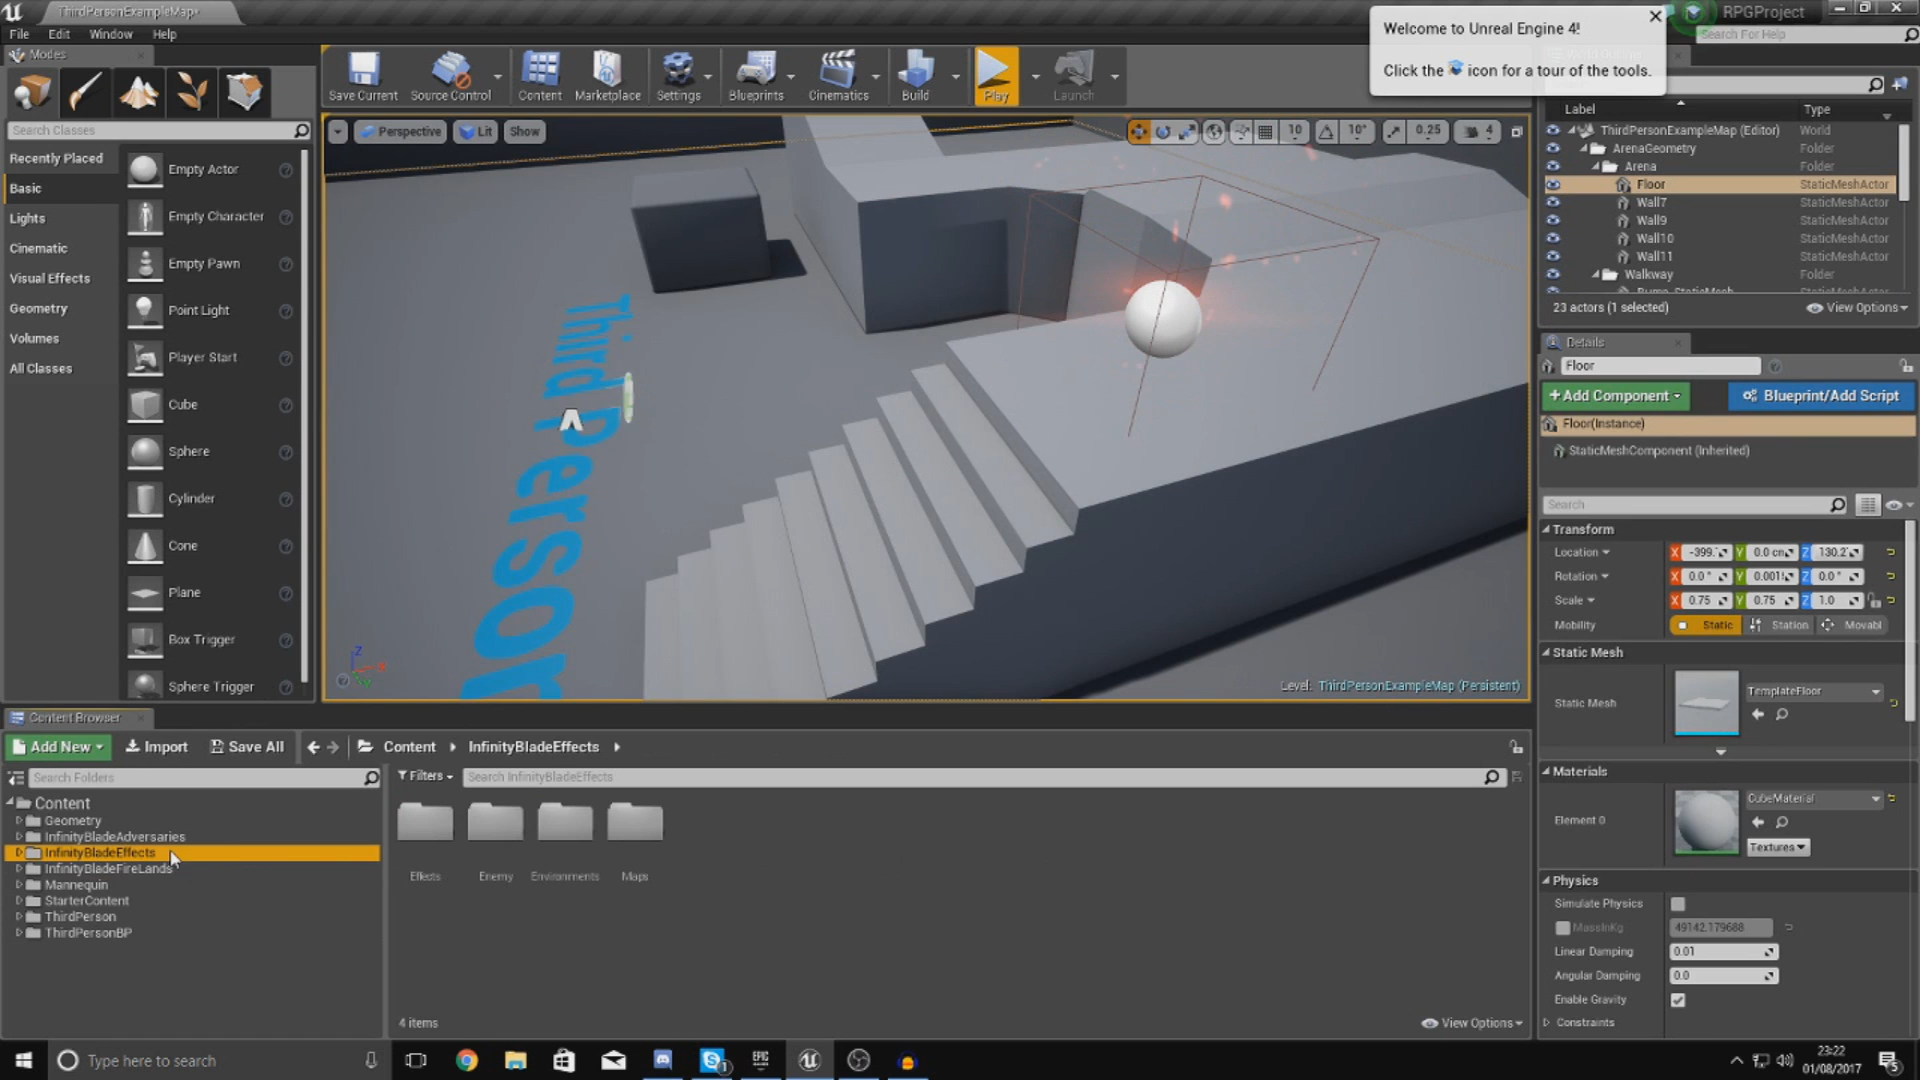 ThirdPersonExampleMap*
RPGProject
File Edit Window Help
Search For Help
Welcome to Unreal Engine 4!
Click the icon for a tour of the tools.
Modes
Save Current Source Control Content Marketplace Settings Blueprints Cinematics Build Play Launch
Search Classes
Recently Placed
Basic
Lights
Cinematic
Visual Effects
Geometry
Volumes
All Classes
Empty Actor
Empty Character
Empty Pawn
Point Light
Player Start
Cube
Sphere
Cylinder
Cone
Plane
Box Trigger
Sphere Trigger
Perspective Lit Show
10 10° 0.25 4
Third Person
Level: ThirdPersonExampleMap (Persistent)
Label Type
ThirdPersonExampleMap (Editor) World
ArenaGeometry Folder
Arena Folder
Floor StaticMeshActor
Wall7 StaticMeshActor
Wall9 StaticMeshActor
Wall10 StaticMeshActor
Wall11 StaticMeshActor
Walkway Folder
23 actors (1 selected) View Options
Details
Floor
+Add Component Blueprint/Add Script
Floor(Instance)
StaticMeshComponent (Inherited)
Search
Transform
Location X -399. Y 0.0 cm Z 130.2
Rotation X 0.0 ° Y 0.001 Z 0.0 °
Scale X 0.75 Y 0.75 Z 1.0
Mobility Static Station Movabl
Static Mesh
Static Mesh TemplateFloor
Materials
Element 0 CubeMaterial
Textures
Physics
Simulate Physics
MassInKg 49142.179688
Linear Damping 0.01
Angular Damping 0.0
Enable Gravity
Constraints
Content Browser
Add New Import Save All Content InfinityBladeEffects
Search Folders
Filters Search InfinityBladeEffects
Content
Geometry
InfinityBladeAdversaries
InfinityBladeEffects
InfinityBladeFireLands
Mannequin
StarterContent
ThirdPerson
ThirdPersonBP
Effects Enemy Environments Maps
4 items View Options
Type here to search
EPIC
1
23:22
01/08/2017
5